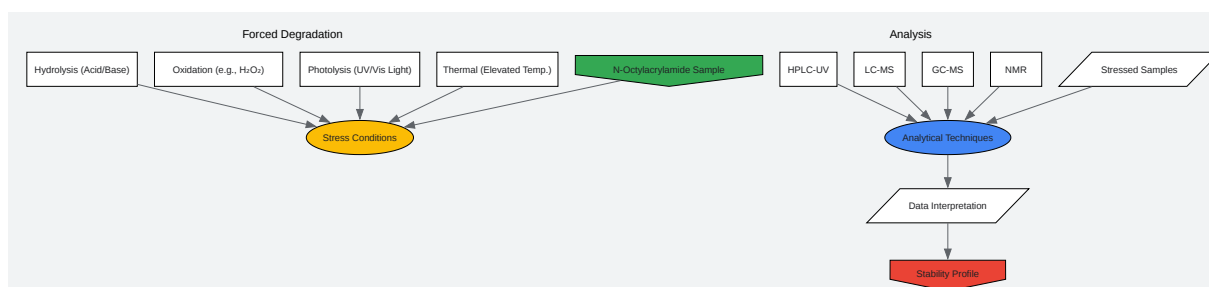 Forced Degradation
Analysis
Hydrolysis (Acid/Base)
Oxidation (e.g., H₂O₂)
Photolysis (UV/Vis Light)
Thermal (Elevated Temp.)
N-Octylacrylamide Sample
HPLC-UV
LC-MS
GC-MS
NMR
Stressed Samples
Stress Conditions
Analytical Techniques
Data Interpretation
Stability Profile